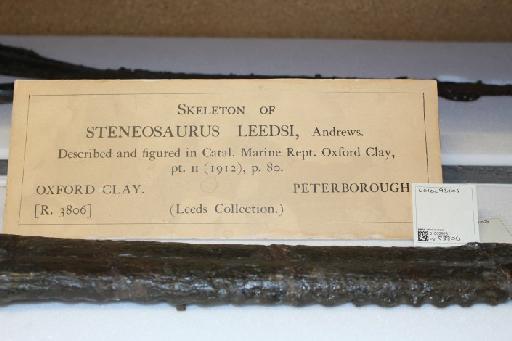 SKELETON OF
STENEOSAURUS LEEDSI, Andrews.
Described and figured in Catal. Marine Rept. Oxford Clay,
pt. II (1912), p. 80.
OXFORD CLAY. PETERBOROUGH
[R. 3806] (Leeds Collection.)